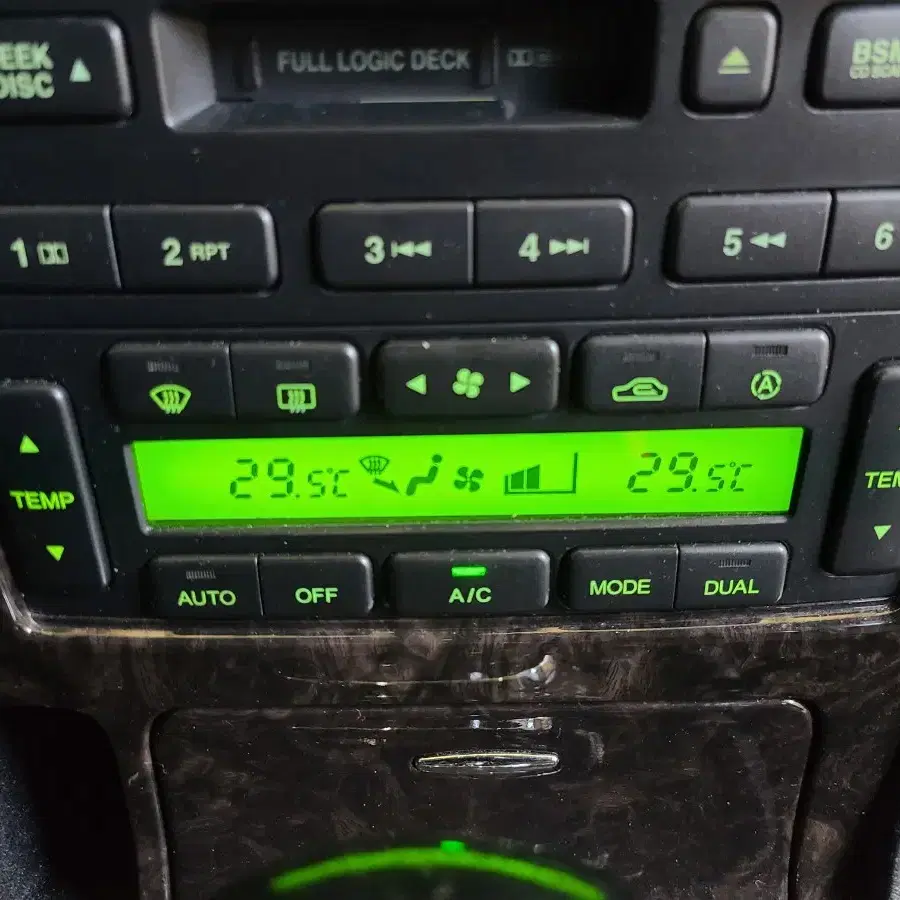 EEK
DISC
FULL LOGIC DECK
BSM
CD SCA
1
2 RPT
3
4
5
6
A
TEMP
29.5℃
29.5℃
TEM
AUTO
OFF
A/C
MODE
DUAL